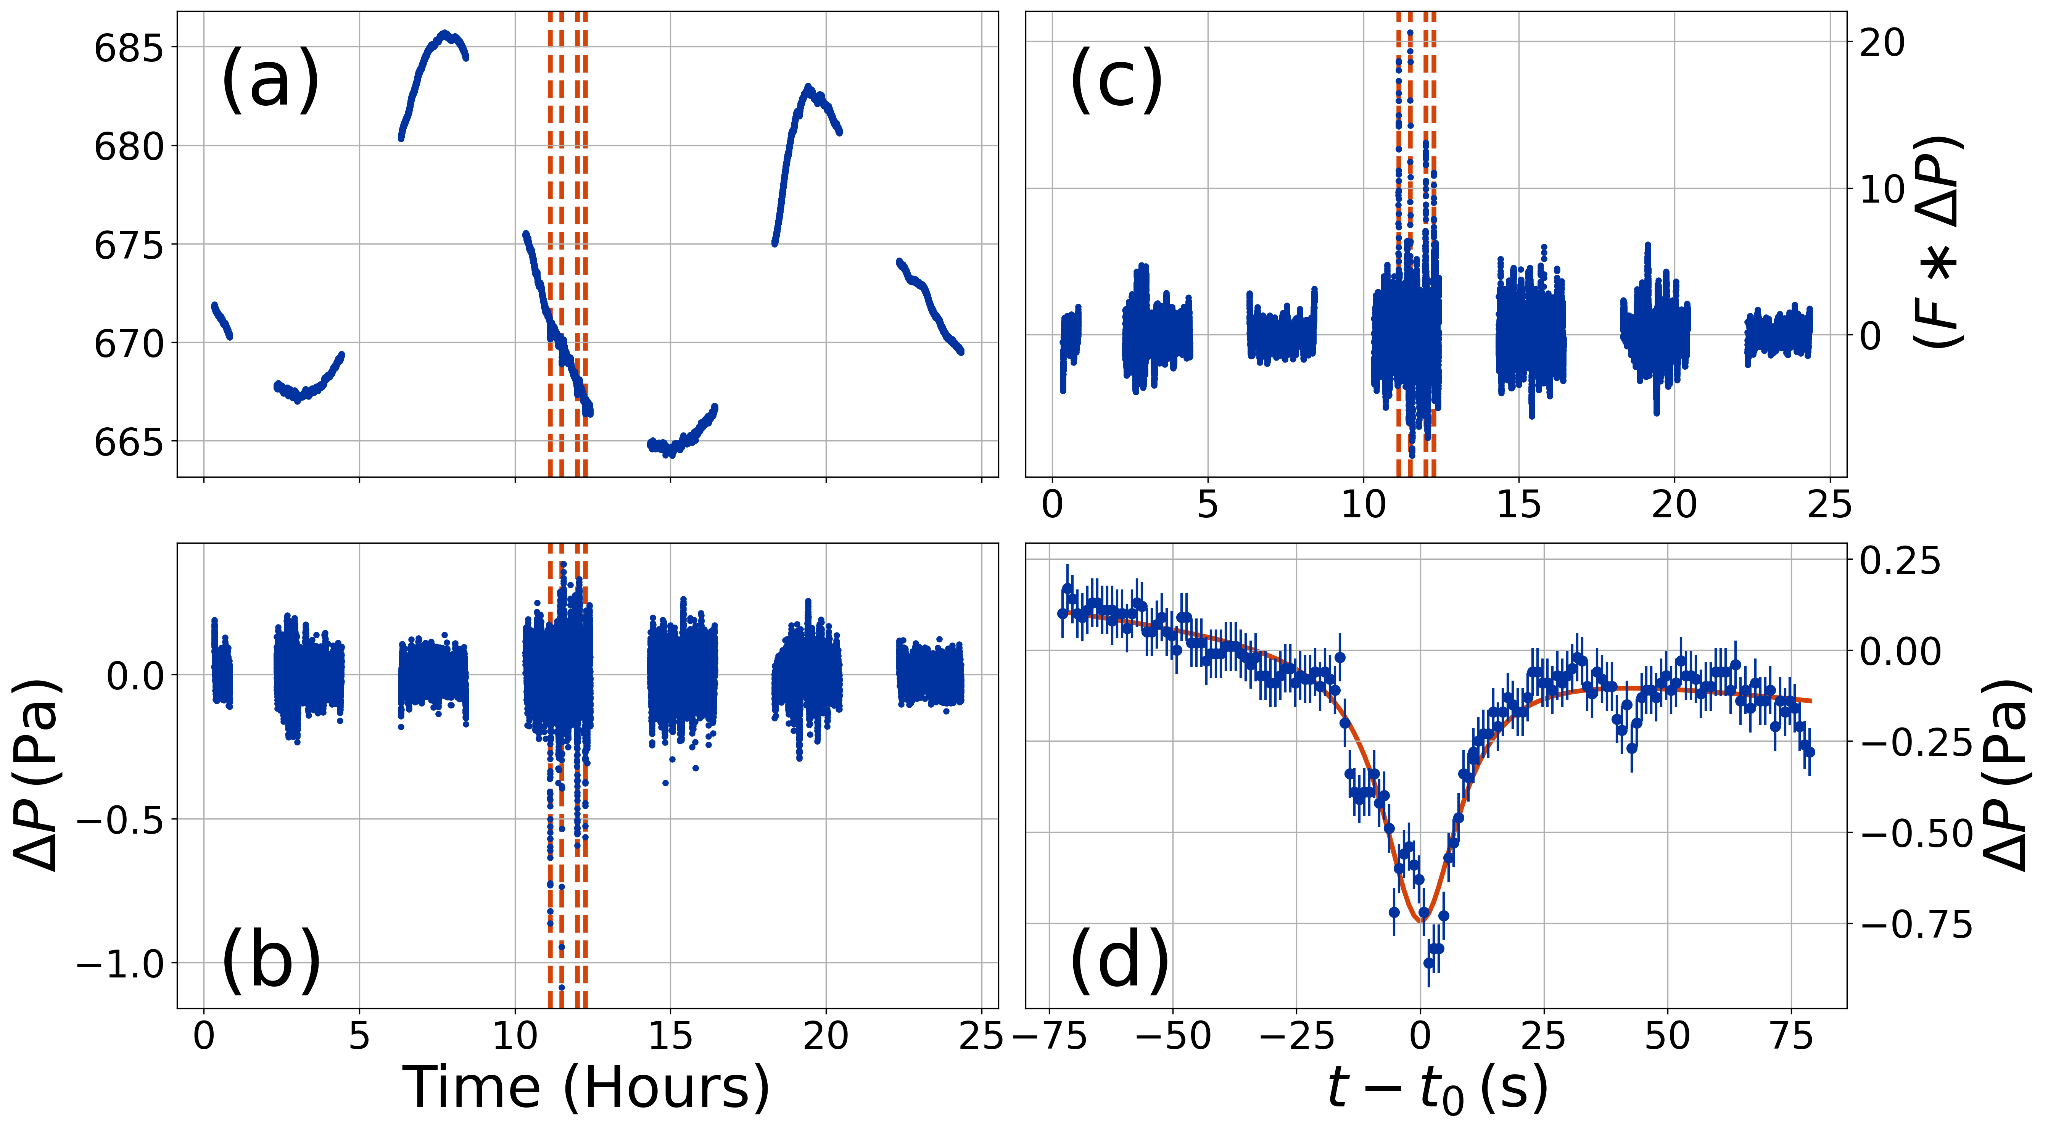 (a)
685
680
675
670
665
(c)
20
10
0
(F ∗ ΔP)
0 5 10 15 20 25
(b)
0.0
−0.5
−1.0
ΔP (Pa)
0 5 10 15 20 25
Time (Hours)
(d)
0.25
0.00
−0.25
−0.50
−0.75
ΔP (Pa)
−75 −50 −25 0 25 50 75
t − t₀ (s)